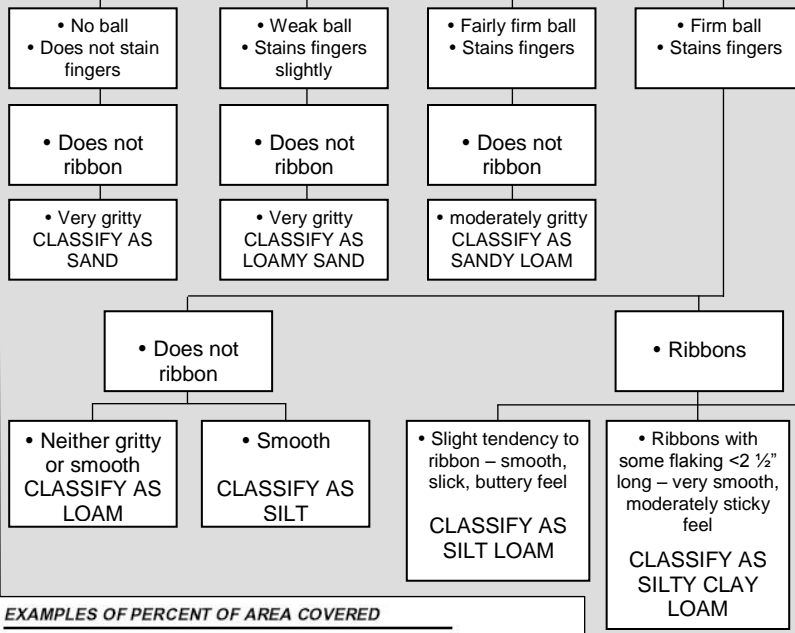 • No ball
• Does not stain
fingers
• Weak ball
• Stains fingers
slightly
• Fairly firm ball
• Stains fingers
• Firm ball
• Stains fingers
• Does not
ribbon
• Does not
ribbon
• Does not
ribbon
• Very gritty
CLASSIFY AS
SAND
• Very gritty
CLASSIFY AS
LOAMY SAND
• moderately gritty
CLASSIFY AS
SANDY LOAM
• Does not
ribbon
• Ribbons
• Neither gritty
or smooth
CLASSIFY AS
LOAM
• Smooth
CLASSIFY AS
SILT
• Slight tendency to
ribbon – smooth,
slick, buttery feel
CLASSIFY AS
SILT LOAM
• Ribbons with
some flaking <2 ½”
long – very smooth,
moderately sticky
feel
CLASSIFY AS
SILTY CLAY
LOAM
EXAMPLES OF PERCENT OF AREA COVERED